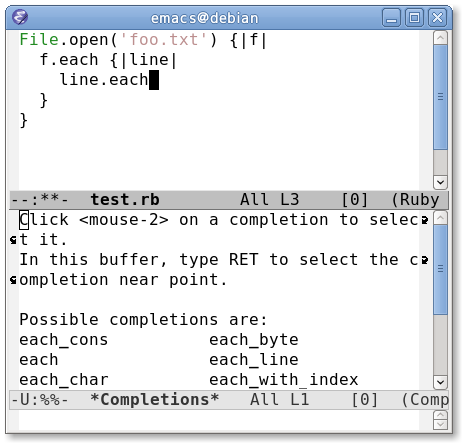 emacs@debian
File.open('foo.txt') {|f|
  f.each {|line|
    line.each
  }
}
--:**-  test.rb        All L3    [0]  (Ruby
Click <mouse-2> on a completion to selec
t it.
In this buffer, type RET to select the c
ompletion near point.
Possible completions are:
each_cons          each_byte
each               each_line
each_char          each_with_index
-U:%%-  *Completions*   All L1    [0]  (Comp